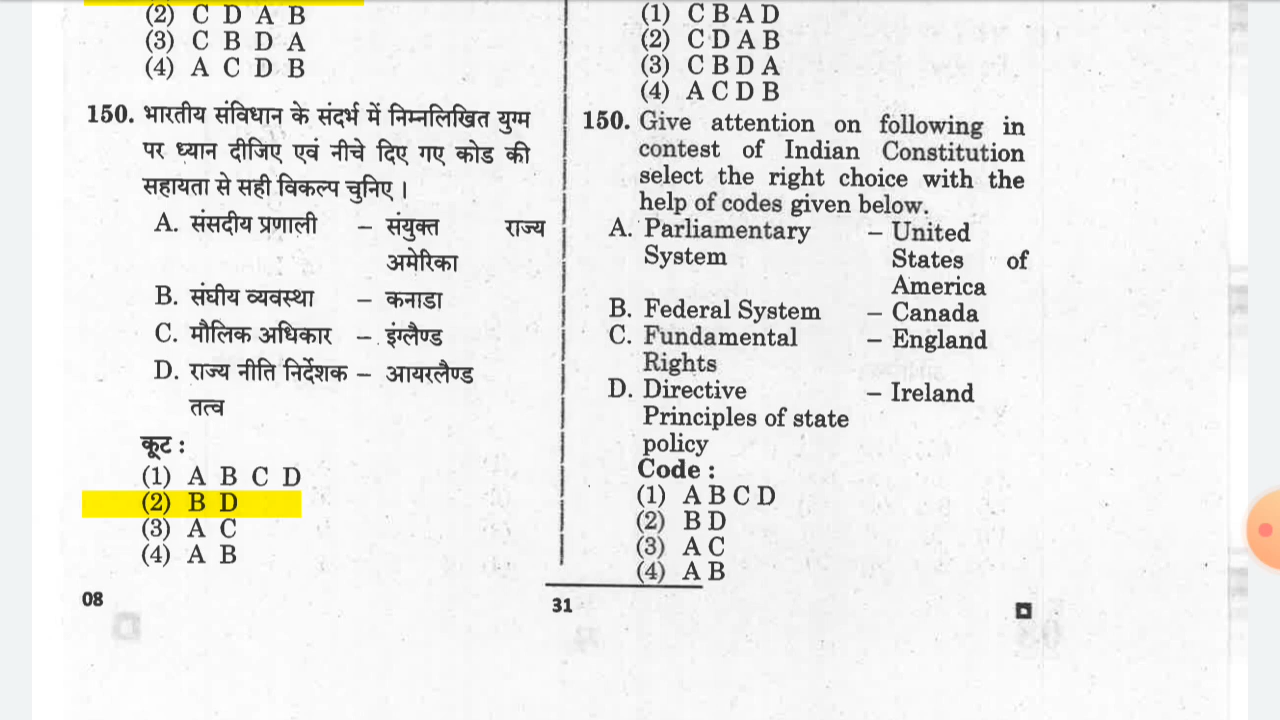 (2) C D A B
(3) C B D A
(4) A C D B
150. भारतीय संविधान के संदर्भ में निम्नलिखित युग्म
पर ध्यान दीजिए एवं नीचे दिए गए कोड की
सहायता से सही विकल्प चुनिए ।
A. संसदीय प्रणाली – संयुक्त राज्य
अमेरिका
B. संघीय व्यवस्था – कनाडा
C. मौलिक अधिकार – इंग्लैण्ड
D. राज्य नीति निर्देशक – आयरलैण्ड
तत्व
कूट :
(1) A B C D
(2) B D
(3) A C
(4) A B
(1) C B A D
(2) C D A B
(3) C B D A
(4) A C D B
150. Give attention on following in
contest of Indian Constitution
select the right choice with the
help of codes given below.
A. Parliamentary – United
System States of
America
B. Federal System – Canada
C. Fundamental – England
Rights
D. Directive – Ireland
Principles of state
policy
Code :
(1) A B C D
(2) B D
(3) A C
(4) A B
08
31